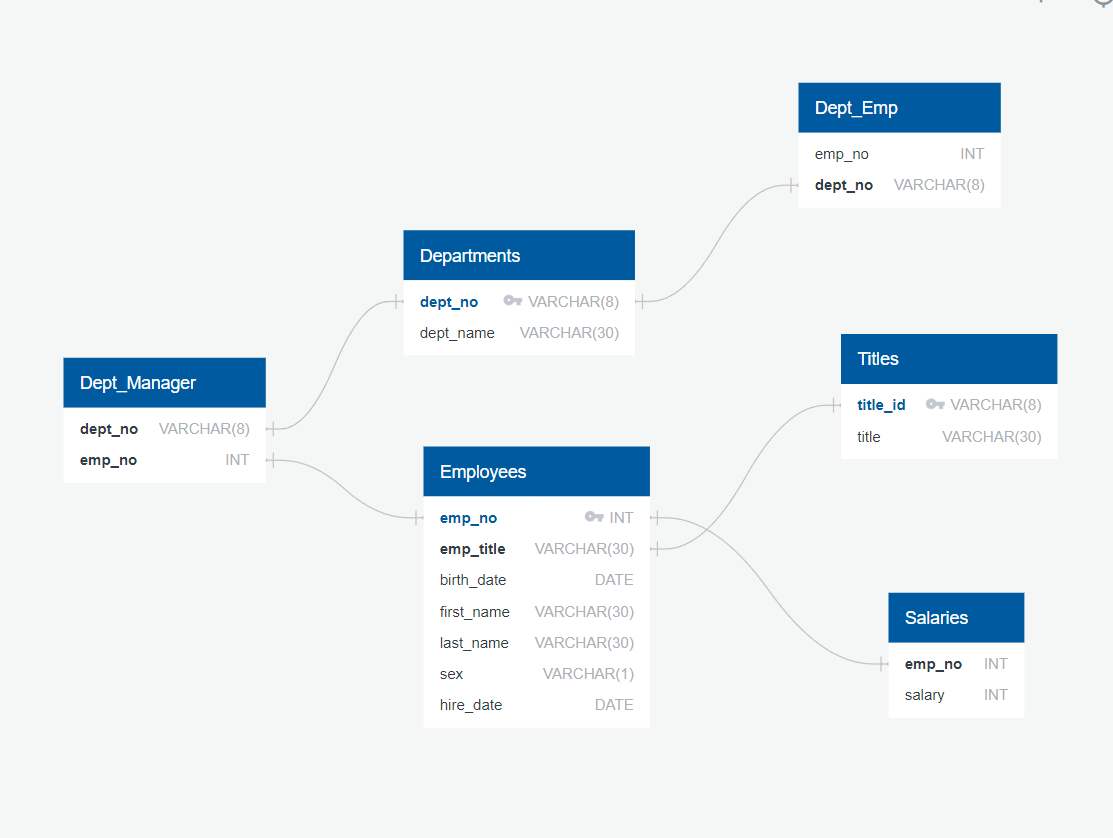 Dept_Emp
emp_no INT
dept_no VARCHAR(8)
Departments
dept_no VARCHAR(8)
dept_name VARCHAR(30)
Titles
title_id VARCHAR(8)
title VARCHAR(30)
Dept_Manager
dept_no VARCHAR(8)
emp_no INT
Employees
emp_no INT
emp_title VARCHAR(30)
birth_date DATE
first_name VARCHAR(30)
last_name VARCHAR(30)
sex VARCHAR(1)
hire_date DATE
Salaries
emp_no INT
salary INT